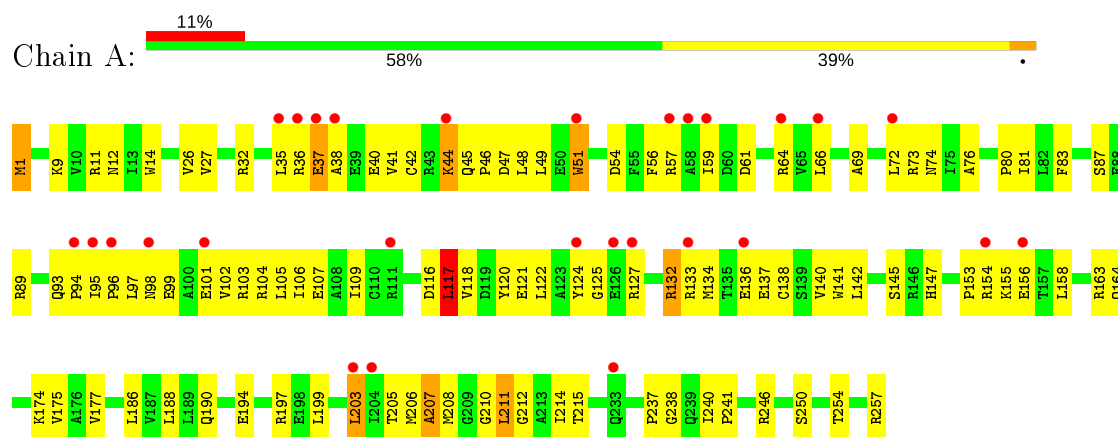 11%
Chain A:
58% 39% •
M1 K9 V10 R11 N12 I13 W14 V26 V27 R32 L35 R36 E37 A38 E39 E40 V41 C42 R43 K44 Q45 P46 D47 L48 L49 E50 W51 D54 F55 F56 R57 A58 I59 D60 D61 R64 V65 L66 A69 L72 R73 N74 I75 A76 P80 I81 L82 F83 S87
R89 Q93 P94 I95 P96 L97 N98 E99 A100 E101 V102 R103 R104 L105 I106 E107 A108 I109 C110 R111 D116 L117 V118 D119 Y120 E121 L122 A123 Y124 G125 E126 R127 R132 R133 M134 T135 E136 E137 C138 S139 V140 W141 L142 S145 R146 H147 P153 R154 K155 E156 T157 L158 R163
K174 V175 A176 V177 L186 V187 L188 L189 Q190 E194 R197 E198 L199 L203 I204 T205 M206 A207 M208 G209 G210 L211 G212 A213 I214 T215 Q233 P237 G238 Q239 I240 P241 R246 S250 T254 R257